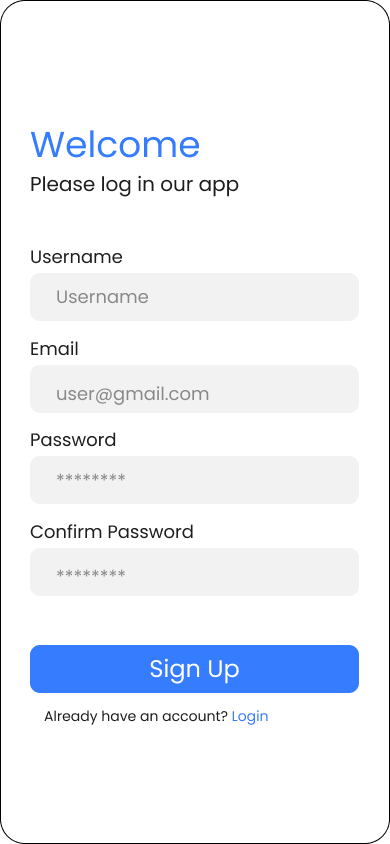 Welcome
Please log in our app
Username
Username
Email
user@gmail.com
Password
********
Confirm Password
********
Sign Up
Already have an account? Login